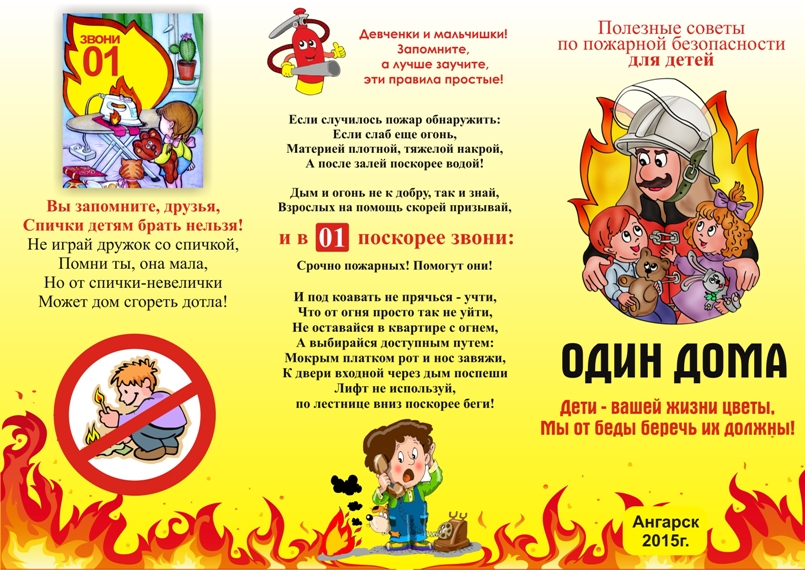 ЗВОНИ
01
Вы запомните, друзья,
Спички детям брать нельзя!
Не играй дружок со спичкой,
Помни ты, она мала,
Но от спички-невелички
Может дом сгореть дотла!
Девченки и мальчишки!
Запомните,
а лучше заучите,
эти правила простые!
Если случилось пожар обнаружить:
Если слаб еще огонь,
Материей плотной, тяжелой накрой,
А после залей поскорее водой!
Дым и огонь не к добру, так и знай,
Взрослых на помощь скорей призывай,
и в 01 поскорее звони:
Срочно пожарных! Помогут они!
И под коавать не прячься - учти,
Что от огня просто так не уйти,
Не оставайся в квартире с огнем,
А выбирайся доступным путем:
Мокрым платком рот и нос завяжи,
К двери входной через дым поспеши
Лифт не используй,
по лестнице вниз поскорее беги!
Полезные советы
по пожарной безопасности
для детей
ОДИН ДОМА
Дети - вашей жизни цветы,
Мы от беды беречь их должны!
Ангарск
2015г.